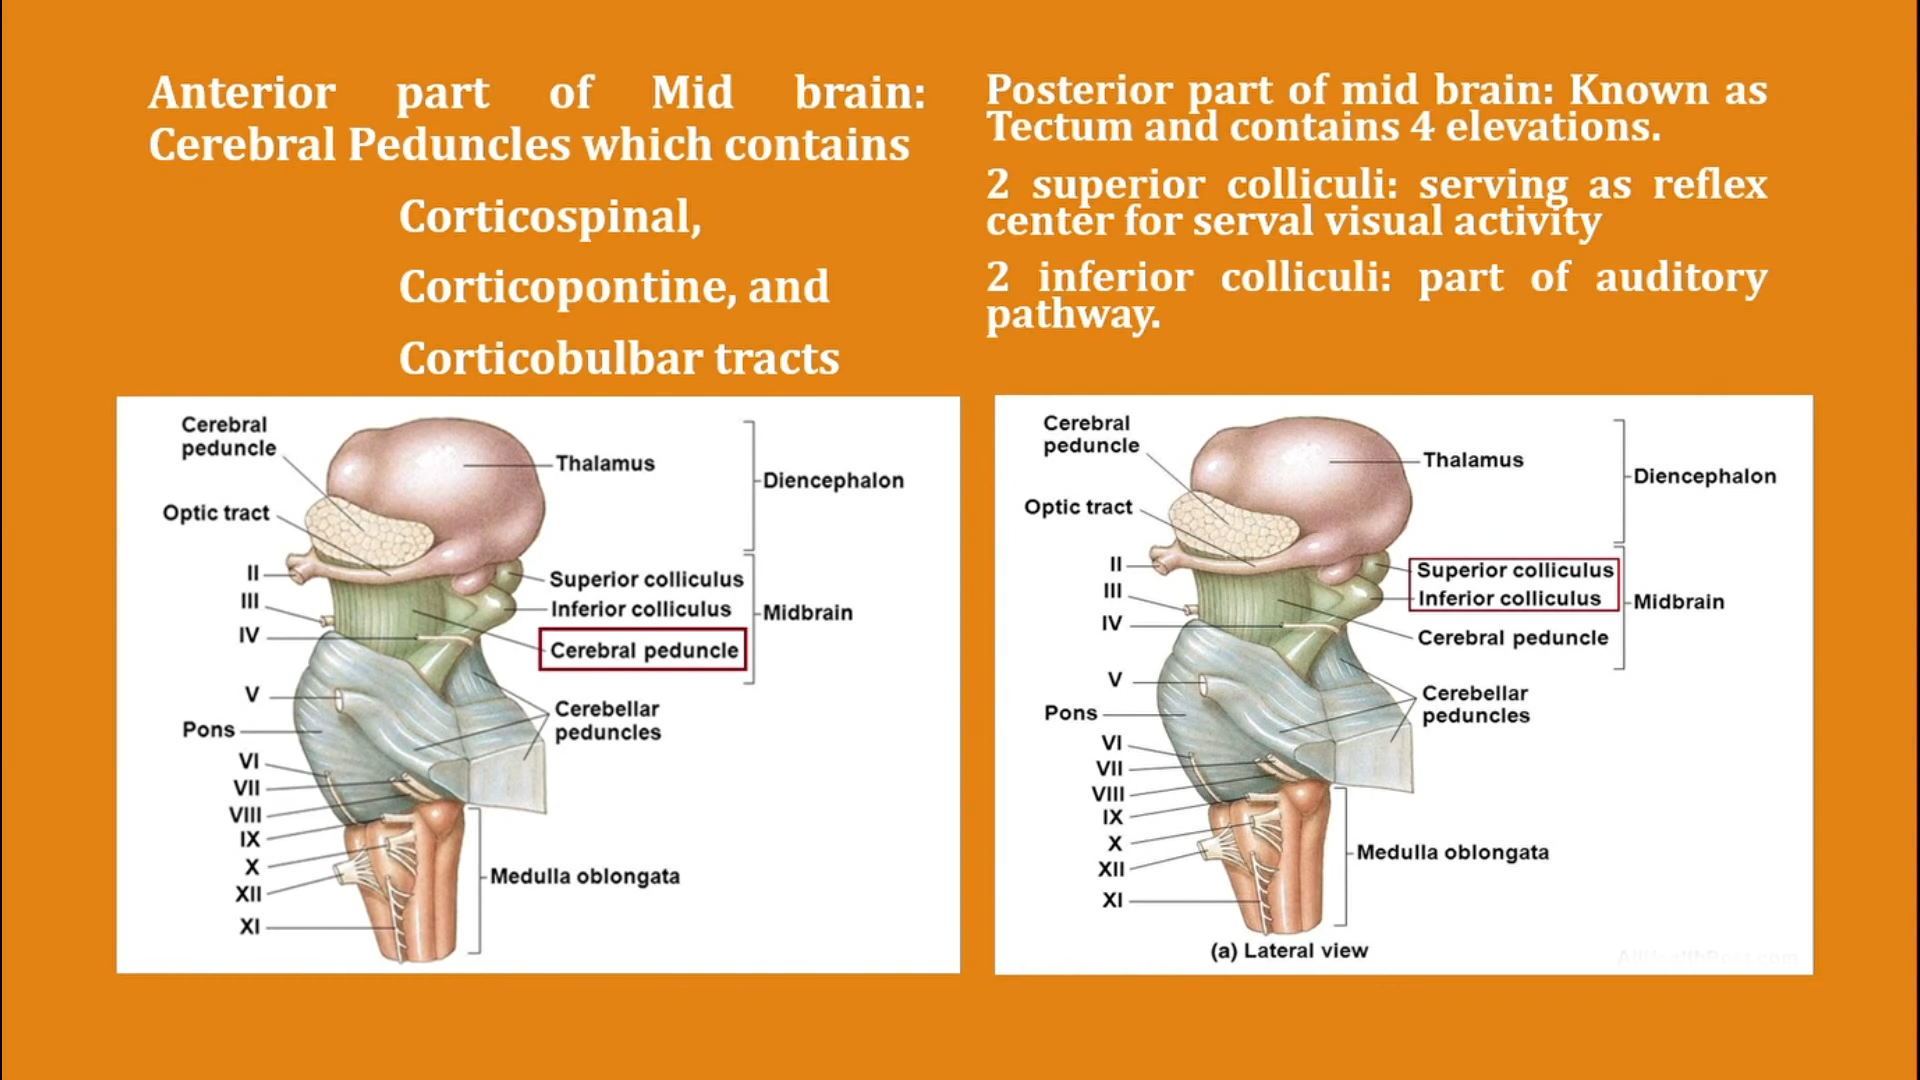 Anterior part of Mid brain:
Cerebral Peduncles which contains
Corticospinal,
Corticopontine, and
Corticobulbar tracts
Posterior part of mid brain: Known as
Tectum and contains 4 elevations.
2 superior colliculi: serving as reflex
center for serval visual activity
2 inferior colliculi: part of auditory
pathway.
Cerebral
peduncle
Thalamus
Diencephalon
Optic tract
II
Superior colliculus
III
Inferior colliculus
Midbrain
IV
Cerebral peduncle
V
Cerebellar
peduncles
Pons
VI
VII
VIII
IX
X
Medulla oblongata
XII
XI
Cerebral
peduncle
Thalamus
Diencephalon
Optic tract
II
Superior colliculus
III
Inferior colliculus
Midbrain
IV
Cerebral peduncle
V
Cerebellar
peduncles
Pons
VI
VII
VIII
IX
X
Medulla oblongata
XII
XI
(a) Lateral view